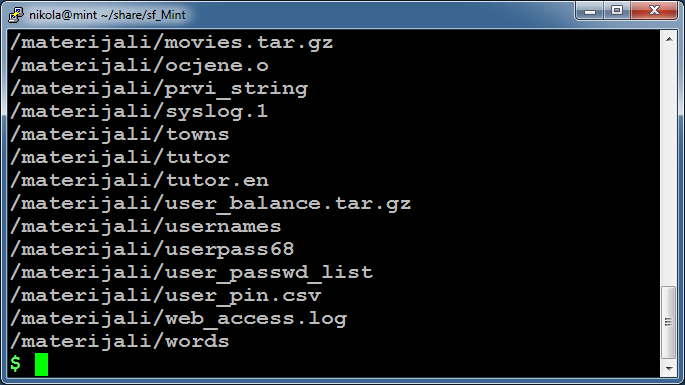 nikola@mint ~/share/sf_Mint
/materijali/movies.tar.gz
/materijali/ocjene.o
/materijali/prvi_string
/materijali/syslog.1
/materijali/towns
/materijali/tutor
/materijali/tutor.en
/materijali/user_balance.tar.gz
/materijali/usernames
/materijali/userpass68
/materijali/user_passwd_list
/materijali/user_pin.csv
/materijali/web_access.log
/materijali/words
$